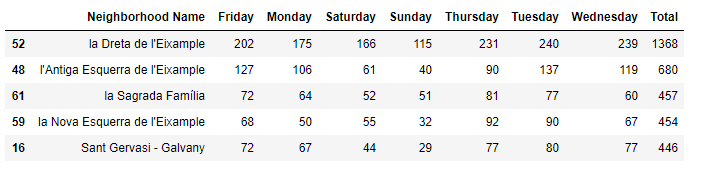 Neighborhood Name Friday Monday Saturday Sunday Thursday Tuesday Wednesday Total
52 la Dreta de l'Eixample 202 175 166 115 231 240 239 1368
48 l'Antiga Esquerra de l'Eixample 127 106 61 40 90 137 119 680
61 la Sagrada Família 72 64 52 51 81 77 60 457
59 la Nova Esquerra de l'Eixample 68 50 55 32 92 90 67 454
16 Sant Gervasi - Galvany 72 67 44 29 77 80 77 446